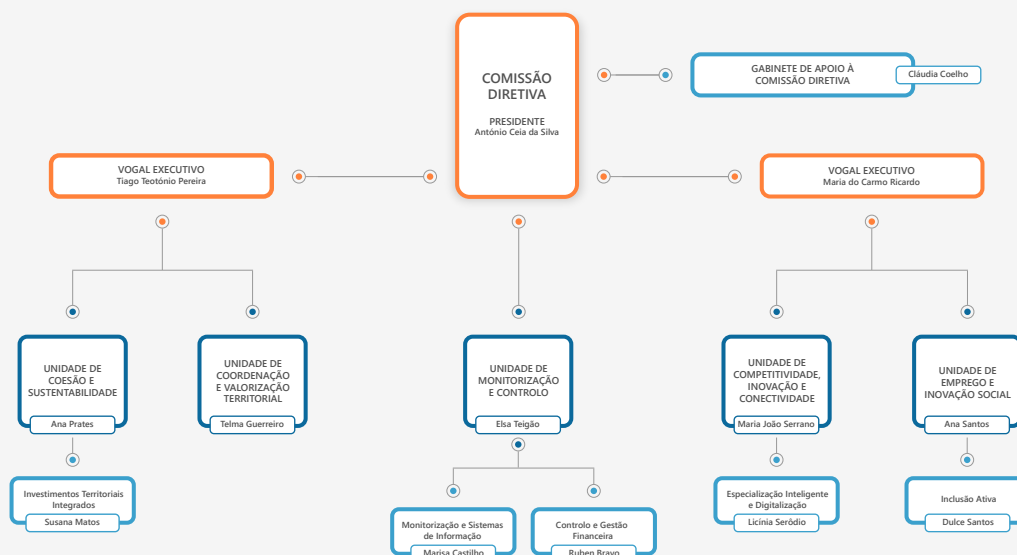 COMISSÃO
DIRETIVA
PRESIDENTE
António Ceia da Silva
GABINETE DE APOIO À
COMISSÃO DIRETIVA
Cláudia Coelho
VOGAL EXECUTIVO
Tiago Teotónio Pereira
VOGAL EXECUTIVO
Maria do Carmo Ricardo
UNIDADE DE
COESÃO E
SUSTENTABILIDADE
Ana Prates
UNIDADE DE
COORDENAÇÃO
E VALORIZAÇÃO
TERRITORIAL
Telma Guerreiro
UNIDADE DE
MONITORIZAÇÃO
E CONTROLO
Elsa Teigão
UNIDADE DE
COMPETITIVIDADE,
INOVAÇÃO E
CONECTIVIDADE
Maria João Serrano
UNIDADE DE
EMPREGO E
INOVAÇÃO SOCIAL
Ana Santos
Investimentos Territoriais
Integrados
Susana Matos
Monitorização e Sistemas
de Informação
Marisa Castilho
Controlo e Gestão
Financeira
Ruben Bravo
Especialização Inteligente
e Digitalização
Licínia Serôdio
Inclusão Ativa
Dulce Santos